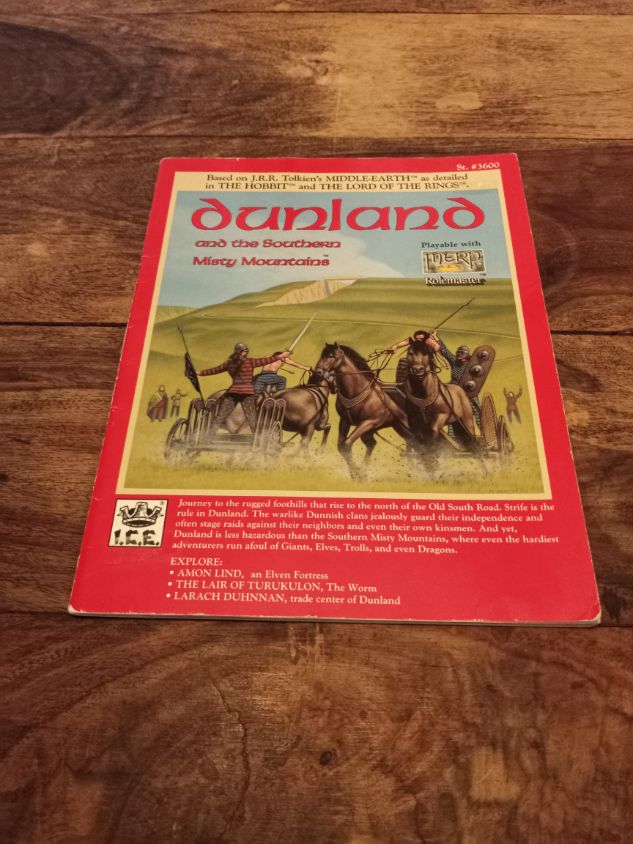 St. #3600
Based on J.R.R. Tolkien's MIDDLE-EARTH™ as detailed
in THE HOBBIT™ and THE LORD OF THE RINGS™.
dunland
and the Southern
Misty Mountains™
Playable with
MERP
Rolemaster™
Journey to the rugged foothills that rise to the north of the Old South Road. Strife is the
rule in Dunland. The warlike Dunnish clans jealously guard their independence and
often stage raids against their neighbors and even their own kinsmen. And yet,
Dunland is less hazardous than the Southern Misty Mountains, where even the hardiest
adventurers run afoul of Giants, Elves, Trolls, and even Dragons.
I.C.E.®
EXPLORE:
• AMON LIND, an Elven Fortress
• THE LAIR OF TURUKULON, The Worm
• LARACH DUHNNAN, trade center of Dunland